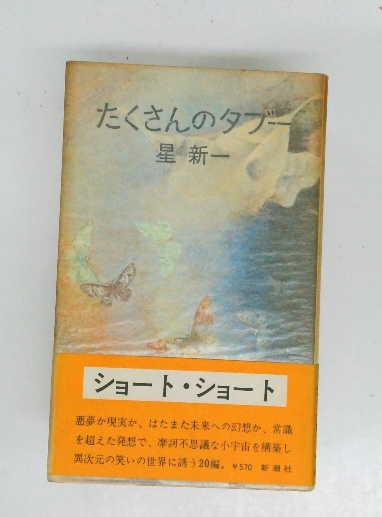 たくさんのタブー
星 新一
ショート・ショート
悪夢か現実か、はたまた未来への幻想か、常識
を超えた発想で、摩訶不思議な小宇宙を構築し
異次元の笑いの世界に誘う20編。 ¥570 新潮社